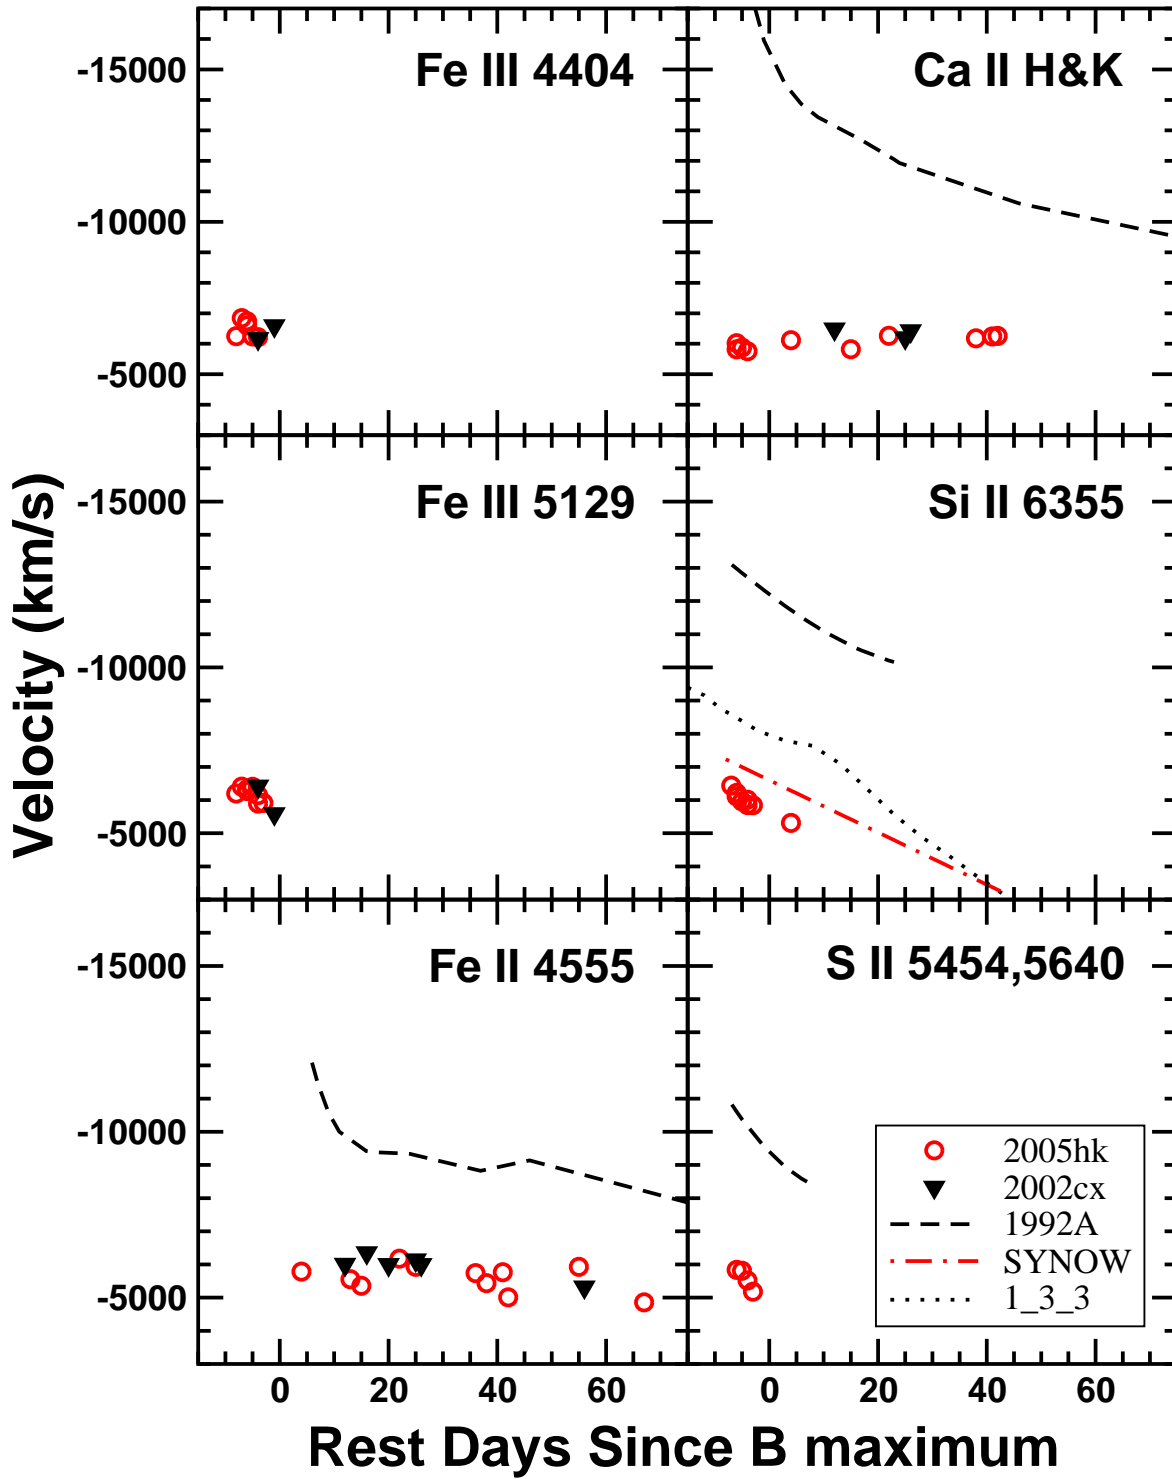 Fe III 4404
Ca II H&K
-15000
-10000
-5000
Fe III 5129
Si II 6355
-15000
-10000
-5000
Fe II 4555
S II 5454,5640
-15000
-10000
-5000
2005hk
2002cx
1992A
SYNOW
1_3_3
0 20 40 60
0 20 40 60
Velocity (km/s)
Rest Days Since B maximum